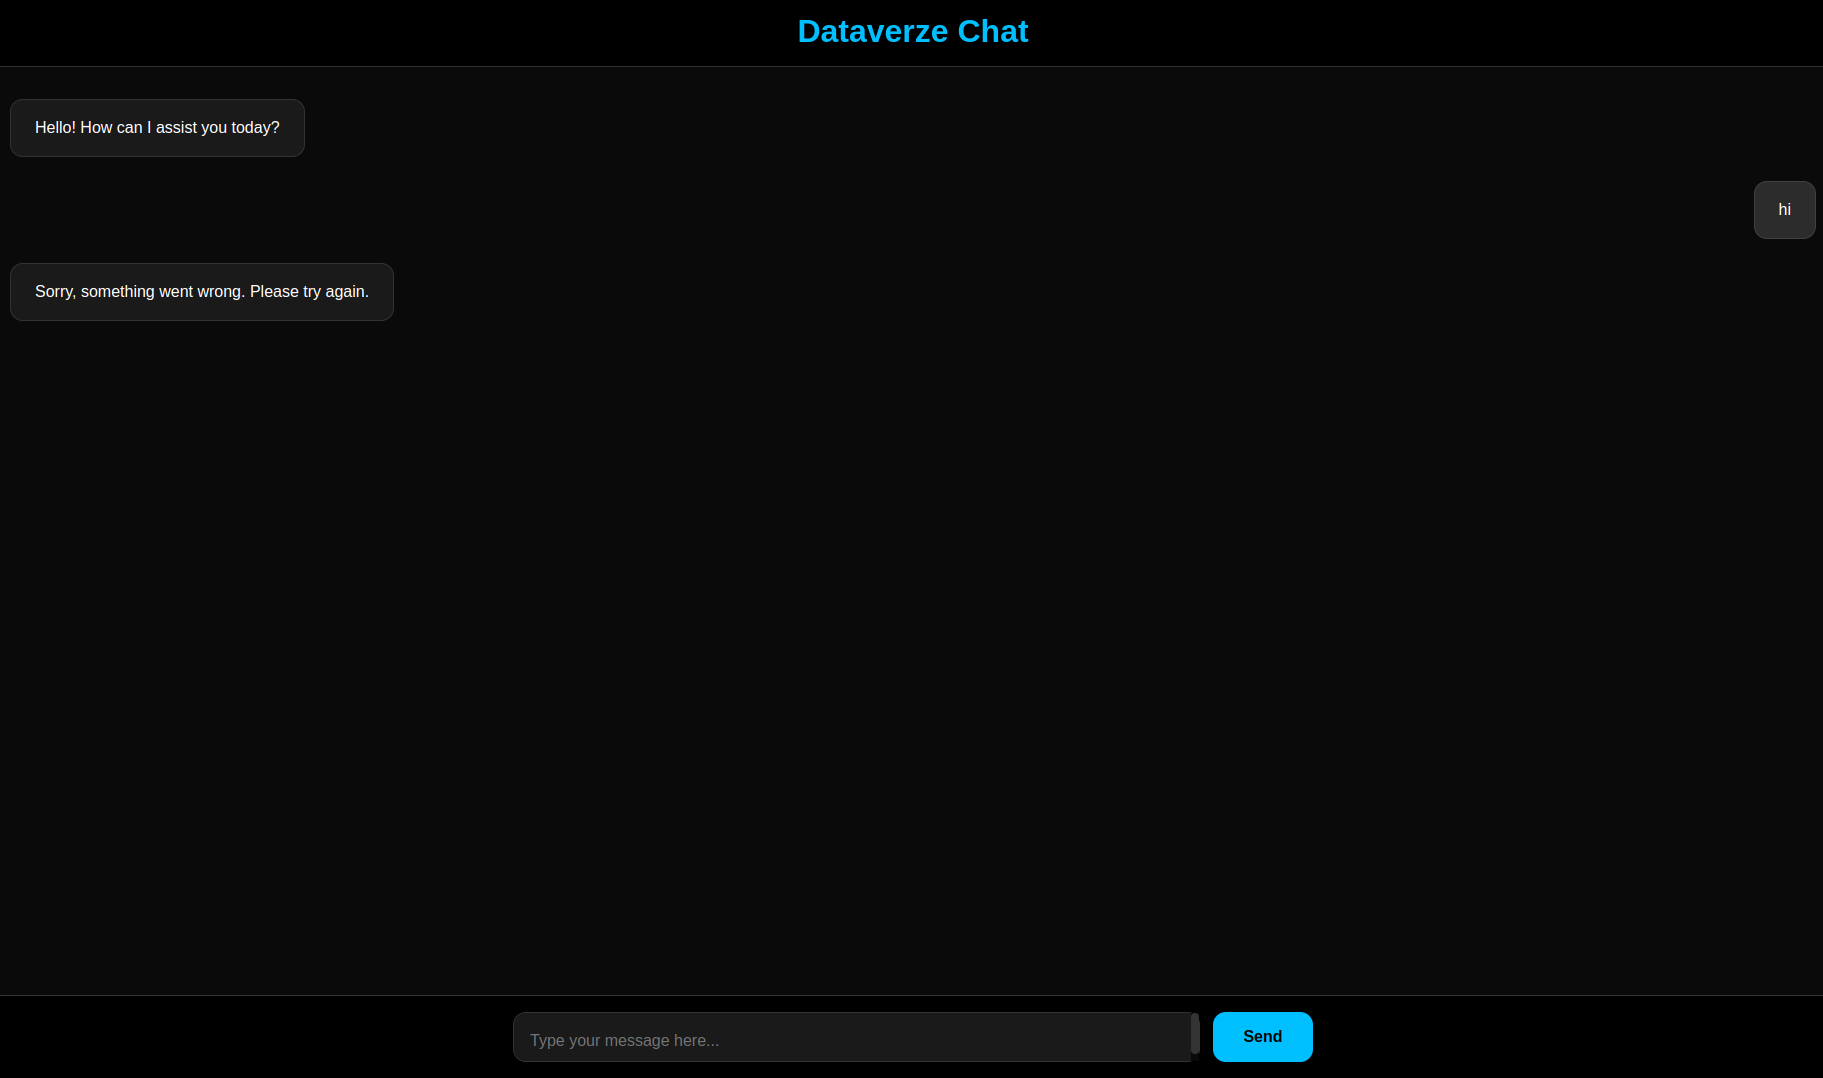 Dataverze Chat
Hello! How can I assist you today?
hi
Sorry, something went wrong. Please try again.
Type your message here...
Send